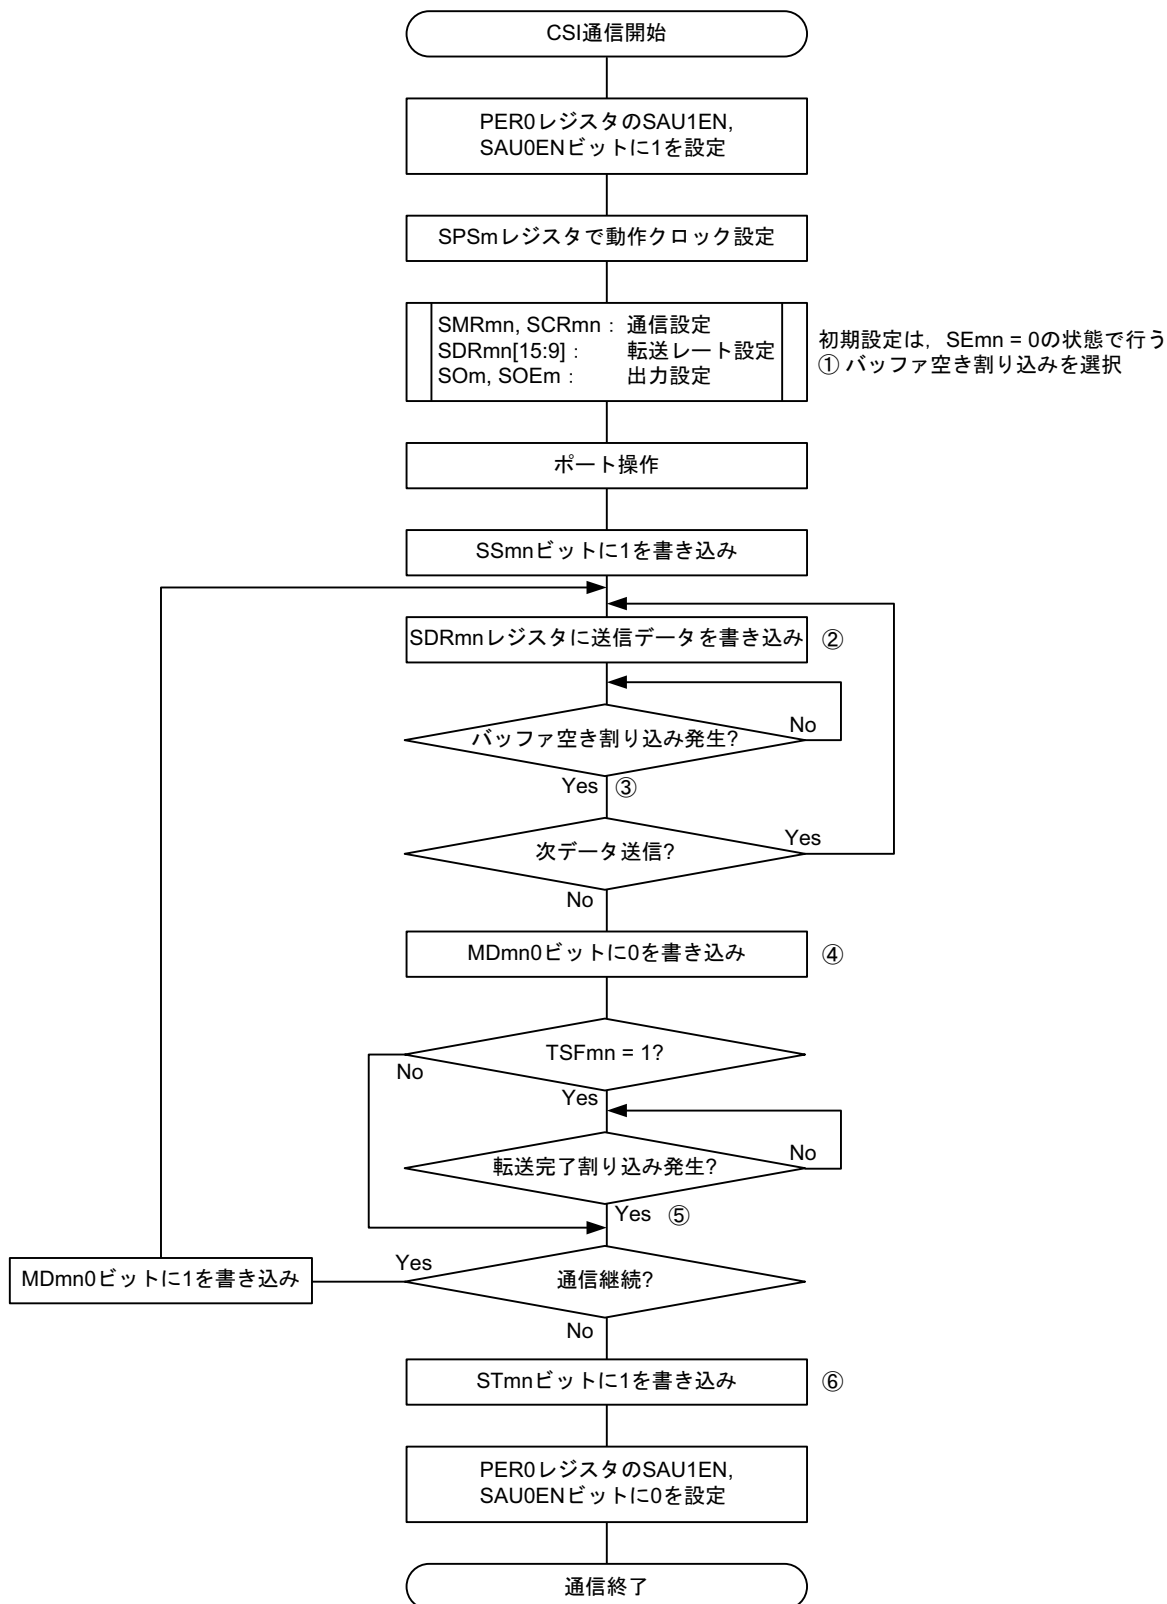 CSI通信開始
PER0レジスタのSAU1EN,
SAU0ENビットに1を設定
SPSmレジスタで動作クロック設定
SMRmn, SCRmn： 通信設定
SDRmn[15:9]： 転送レート設定
SOm, SOEm： 出力設定
初期設定は，SEmn = 0の状態で行う
① バッファ空き割り込みを選択
ポート操作
SSmnビットに1を書き込み
SDRmnレジスタに送信データを書き込み ②
バッファ空き割り込み発生?
No
Yes ③
次データ送信?
Yes
No
MDmn0ビットに0を書き込み ④
TSFmn = 1?
No
Yes
転送完了割り込み発生?
No
Yes ⑤
通信継続?
Yes
MDmn0ビットに1を書き込み
No
STmnビットに1を書き込み ⑥
PER0レジスタのSAU1EN,
SAU0ENビットに0を設定
通信終了